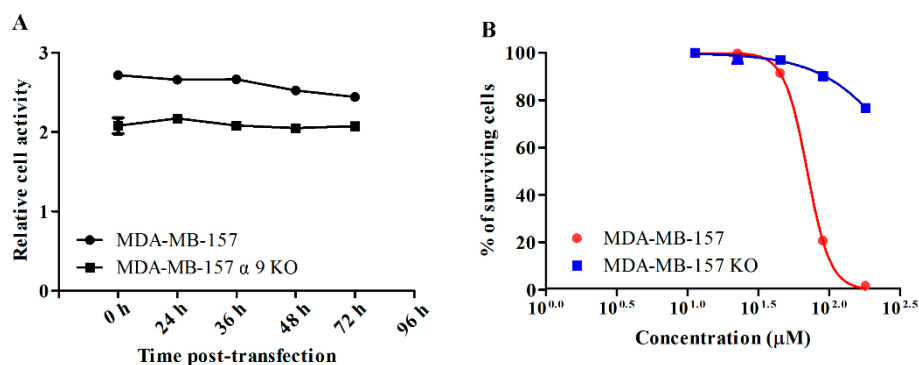 A
Relative cell activity
3
2
1
0
MDA-MB-157
MDA-MB-157 α 9 KO
0 h
24 h
36 h
48 h
72 h
96 h
Time post-transfection
B
% of surviving cells
100
80
60
40
20
0
MDA-MB-157
MDA-MB-157 KO
10^0.0
10^0.5
10^1.0
10^1.5
10^2.0
10^2.5
Concentration (μM)